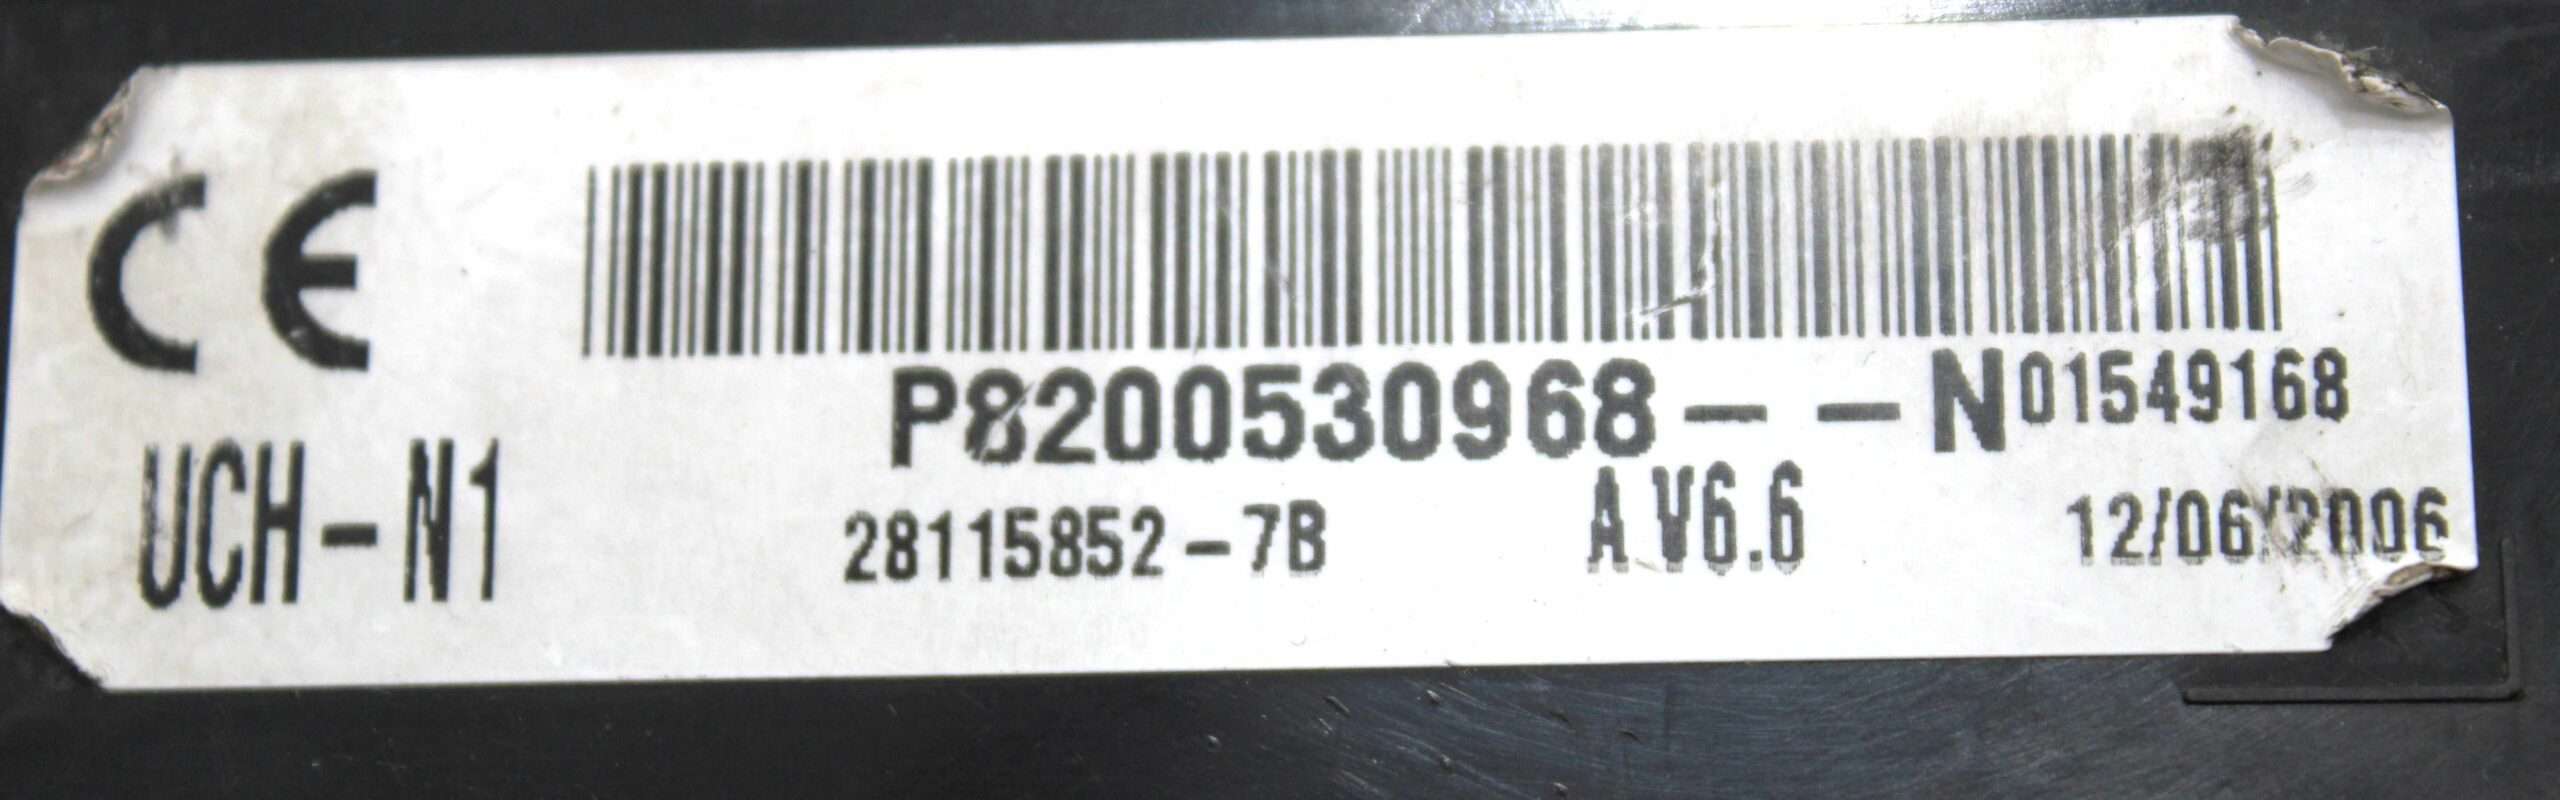 CE
P8200530968--N01549168
UCH-N1
28115852-7B A V6.6 12/06/2006